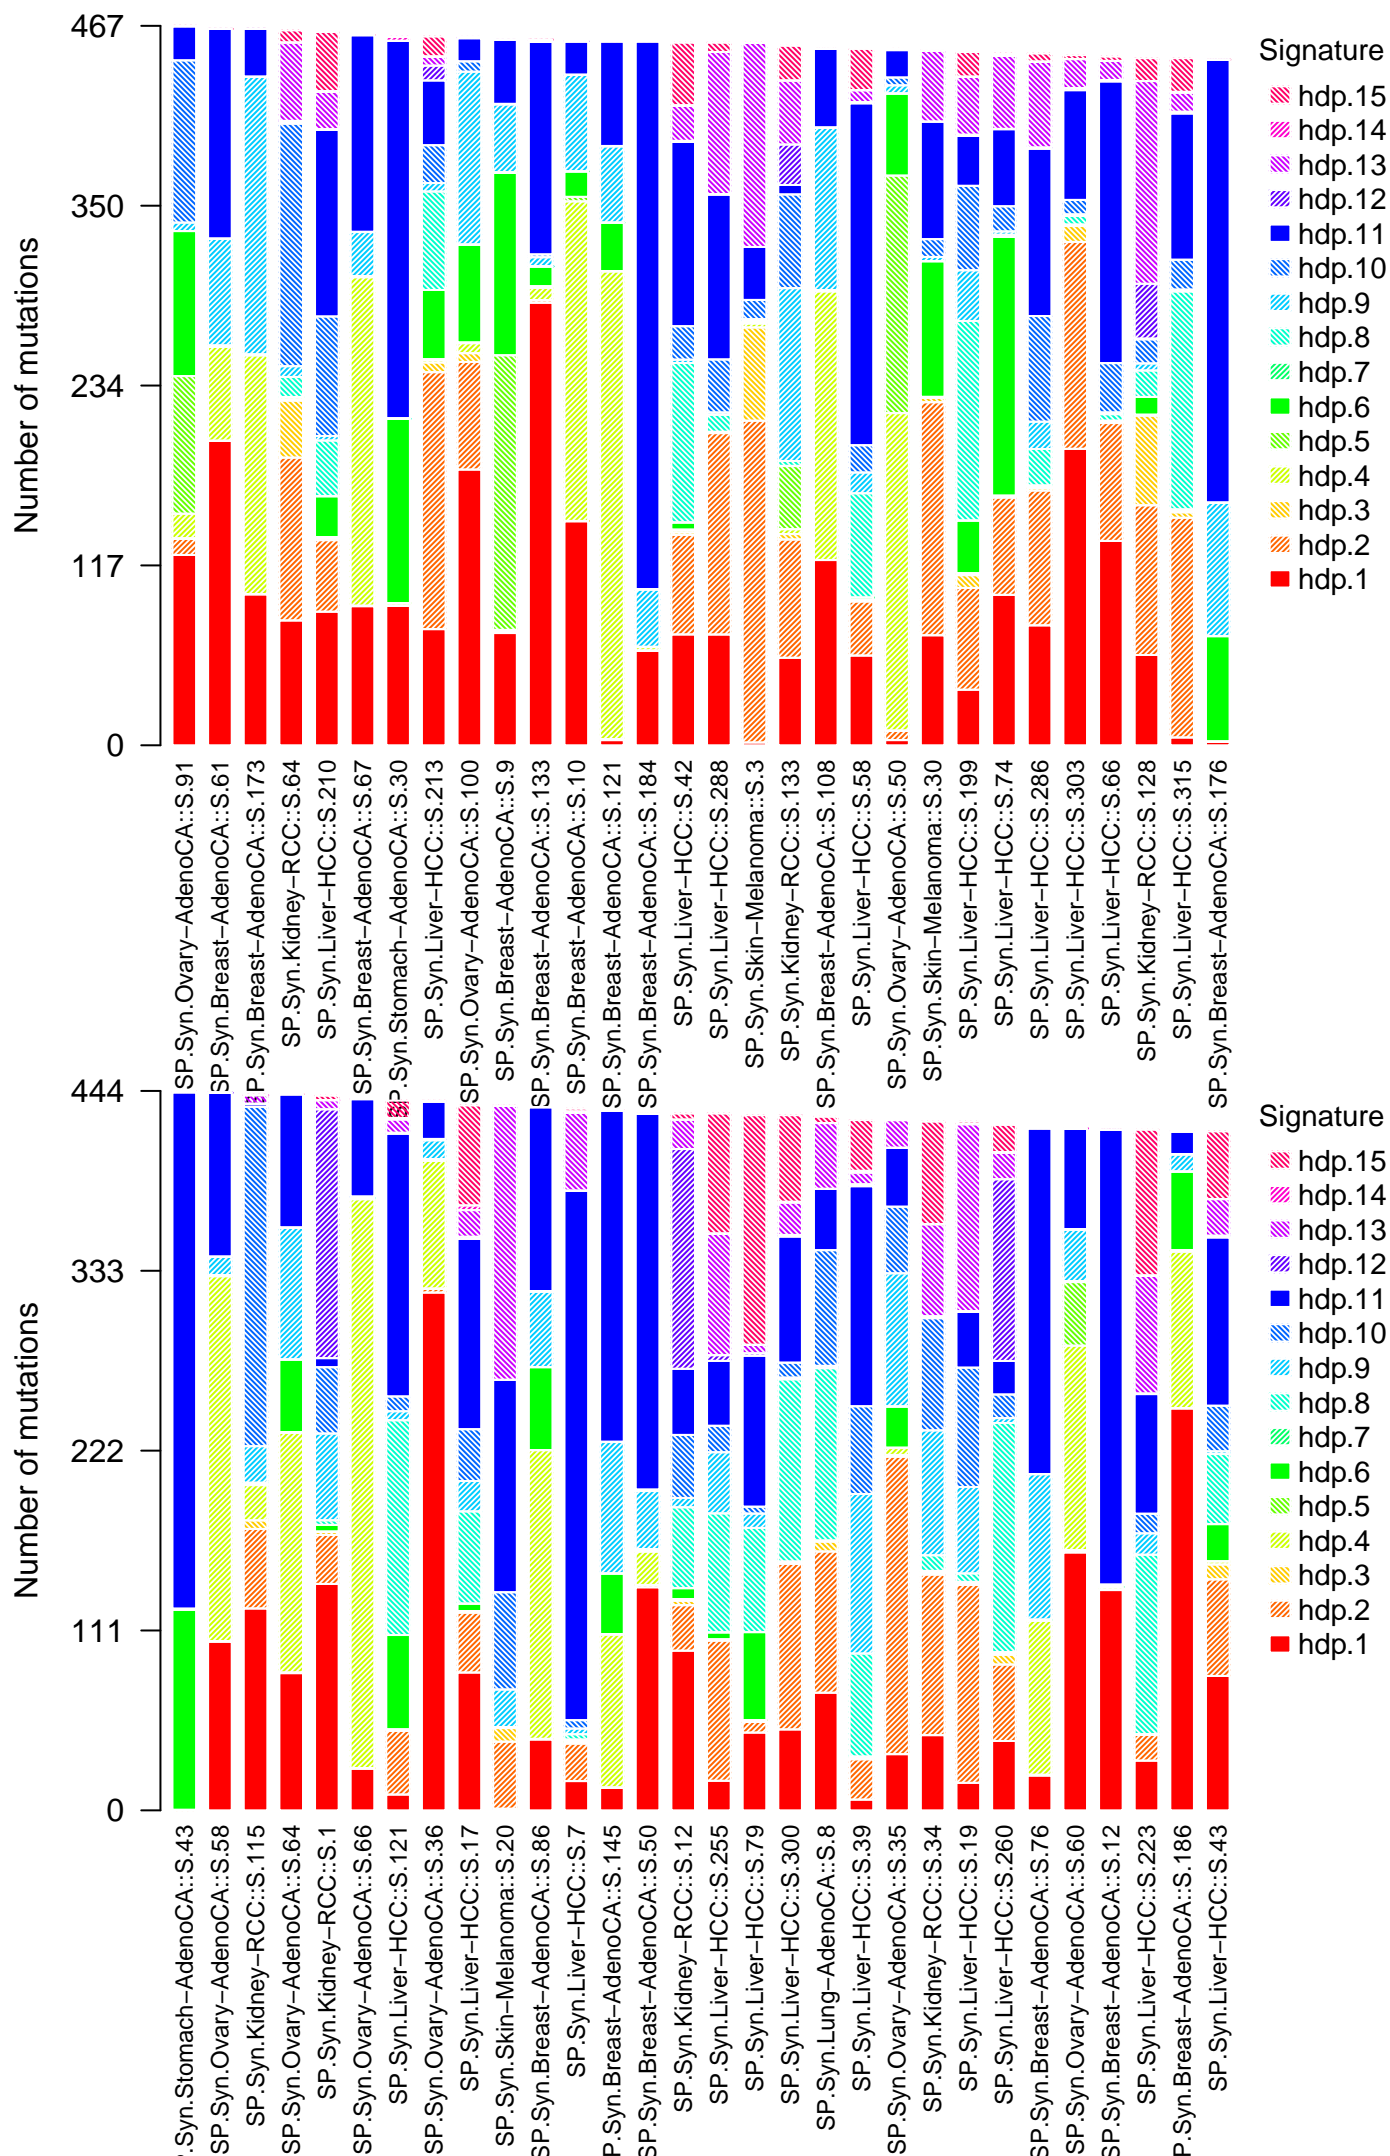 Number of mutations
467
350
234
117
0
Signature
hdp.15
hdp.14
hdp.13
hdp.12
hdp.11
hdp.10
hdp.9
hdp.8
hdp.7
hdp.6
hdp.5
hdp.4
hdp.3
hdp.2
hdp.1
SP.Syn.Ovary–AdenoCA::S.91
SP.Syn.Breast–AdenoCA::S.61
SP.Syn.Breast–AdenoCA::S.173
SP.Syn.Kidney–RCC::S.64
SP.Syn.Liver–HCC::S.210
SP.Syn.Breast–AdenoCA::S.67
SP.Syn.Stomach–AdenoCA::S.30
SP.Syn.Liver–HCC::S.213
SP.Syn.Ovary–AdenoCA::S.100
SP.Syn.Breast–AdenoCA::S.9
SP.Syn.Breast–AdenoCA::S.133
SP.Syn.Breast–AdenoCA::S.10
SP.Syn.Breast–AdenoCA::S.121
SP.Syn.Breast–AdenoCA::S.184
SP.Syn.Liver–HCC::S.42
SP.Syn.Liver–HCC::S.288
SP.Syn.Skin–Melanoma::S.3
SP.Syn.Kidney–RCC::S.133
SP.Syn.Breast–AdenoCA::S.108
SP.Syn.Liver–HCC::S.58
SP.Syn.Ovary–AdenoCA::S.50
SP.Syn.Skin–Melanoma::S.30
SP.Syn.Liver–HCC::S.199
SP.Syn.Liver–HCC::S.74
SP.Syn.Liver–HCC::S.286
SP.Syn.Liver–HCC::S.303
SP.Syn.Liver–HCC::S.66
SP.Syn.Kidney–RCC::S.128
SP.Syn.Liver–HCC::S.315
SP.Syn.Breast–AdenoCA::S.176
Number of mutations
444
333
222
111
0
Signature
hdp.15
hdp.14
hdp.13
hdp.12
hdp.11
hdp.10
hdp.9
hdp.8
hdp.7
hdp.6
hdp.5
hdp.4
hdp.3
hdp.2
hdp.1
P.Syn.Stomach–AdenoCA::S.43
SP.Syn.Ovary–AdenoCA::S.58
SP.Syn.Kidney–RCC::S.115
SP.Syn.Ovary–AdenoCA::S.64
SP.Syn.Kidney–RCC::S.1
SP.Syn.Ovary–AdenoCA::S.66
SP.Syn.Liver–HCC::S.121
SP.Syn.Ovary–AdenoCA::S.36
SP.Syn.Liver–HCC::S.17
SP.Syn.Skin–Melanoma::S.20
SP.Syn.Breast–AdenoCA::S.86
SP.Syn.Liver–HCC::S.7
P.Syn.Breast–AdenoCA::S.145
SP.Syn.Breast–AdenoCA::S.50
SP.Syn.Kidney–RCC::S.12
SP.Syn.Liver–HCC::S.255
SP.Syn.Liver–HCC::S.79
SP.Syn.Liver–HCC::S.300
SP.Syn.Lung–AdenoCA::S.8
SP.Syn.Liver–HCC::S.39
SP.Syn.Ovary–AdenoCA::S.35
SP.Syn.Kidney–RCC::S.34
SP.Syn.Liver–HCC::S.19
SP.Syn.Liver–HCC::S.260
SP.Syn.Breast–AdenoCA::S.76
SP.Syn.Ovary–AdenoCA::S.60
SP.Syn.Breast–AdenoCA::S.12
SP.Syn.Liver–HCC::S.223
P.Syn.Breast–AdenoCA::S.186
SP.Syn.Liver–HCC::S.43